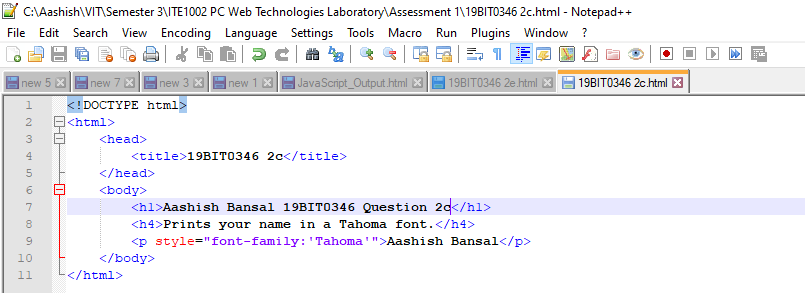 C:\Aashish\VIT\Semester 3\ITE1002 PC Web Technologies Laboratory\Assessment 1\19BIT0346 2c.html - Notepad++
File Edit Search View Encoding Language Settings Tools Macro Run Plugins Window ?
new 5 new 7 new 3 new 1 JavaScript_Output.html 19BIT0346 2e.html 19BIT0346 2c.html
1 <!DOCTYPE html>
2 <html>
3 <head>
4 <title>19BIT0346 2c</title>
5 </head>
6 <body>
7 <h1>Aashish Bansal 19BIT0346 Question 2c</h1>
8 <h4>Prints your name in a Tahoma font.</h4>
9 <p style="font-family:'Tahoma'">Aashish Bansal</p>
10 </body>
11 </html>